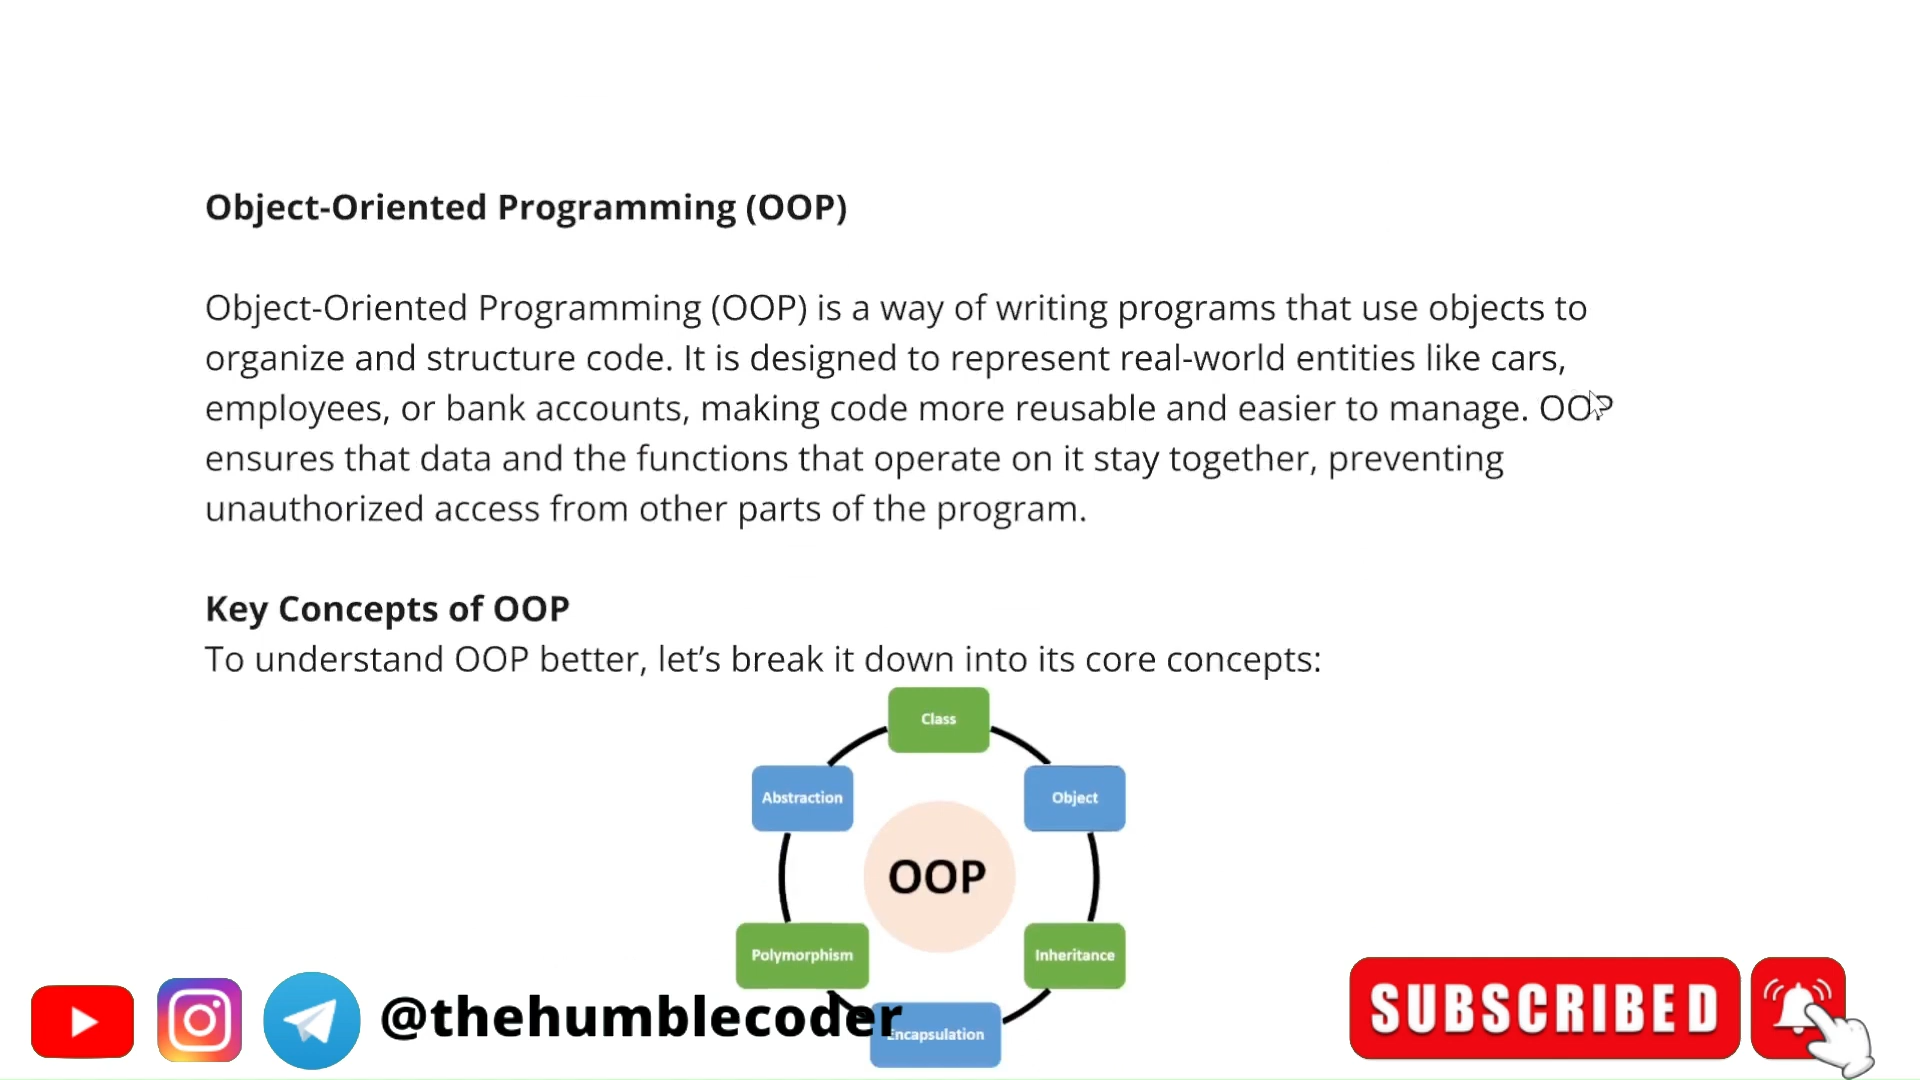 Object-Oriented Programming (OOP)
Object-Oriented Programming (OOP) is a way of writing programs that use objects to
organize and structure code. It is designed to represent real-world entities like cars,
employees, or bank accounts, making code more reusable and easier to manage. OOP
ensures that data and the functions that operate on it stay together, preventing
unauthorized access from other parts of the program.
Key Concepts of OOP
To understand OOP better, let’s break it down into its core concepts:
Class
Abstraction
Object
OOP
Polymorphism
Inheritance
Encapsulation
@thehumblecoder
SUBSCRIBED